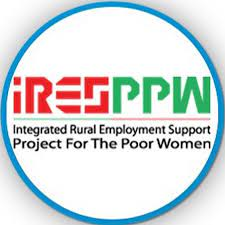 iRESPPW
Integrated Rural Employment Support
Project For The Poor Women